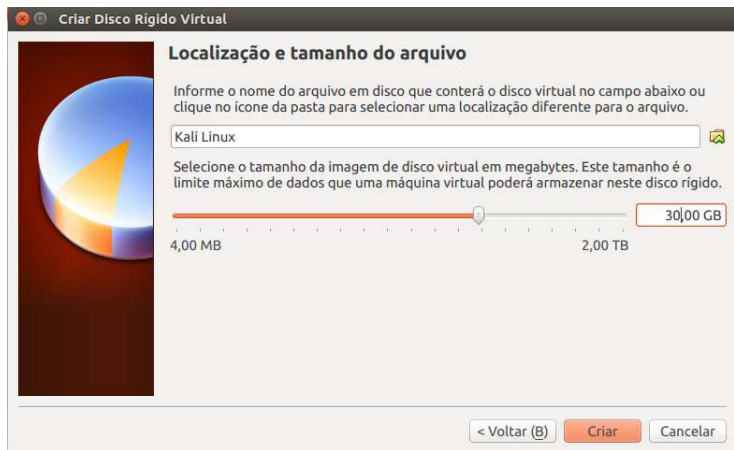 Criar Disco Rígido Virtual
Localização e tamanho do arquivo
Informe o nome do arquivo em disco que conterá o disco virtual no campo abaixo ou
clique no ícone da pasta para selecionar uma localização diferente para o arquivo.
Kali Linux
Selecione o tamanho da imagem de disco virtual em megabytes. Este tamanho é o
limite máximo de dados que uma máquina virtual poderá armazenar neste disco rígido.
30,00 GB
4,00 MB 2,00 TB
< Voltar (B) Criar Cancelar